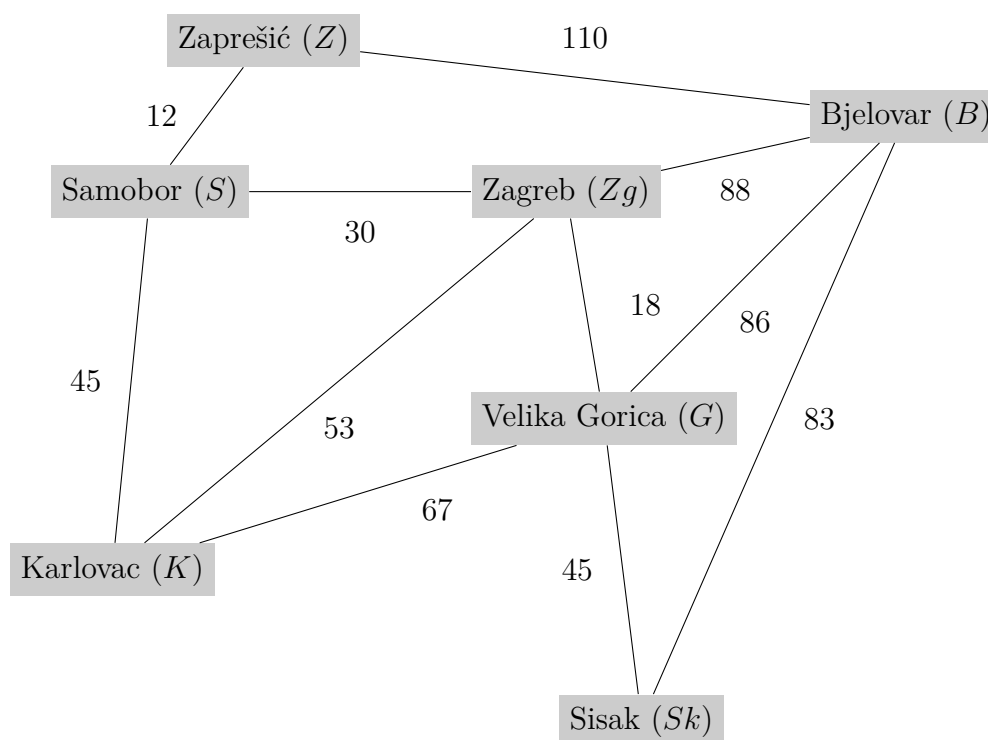 Zaprešić (Z)
110
Bjelovar (B)
12
Samobor (S)
Zagreb (Zg)
88
30
18
86
45
Velika Gorica (G)
53
83
67
Karlovac (K)
45
Sisak (Sk)